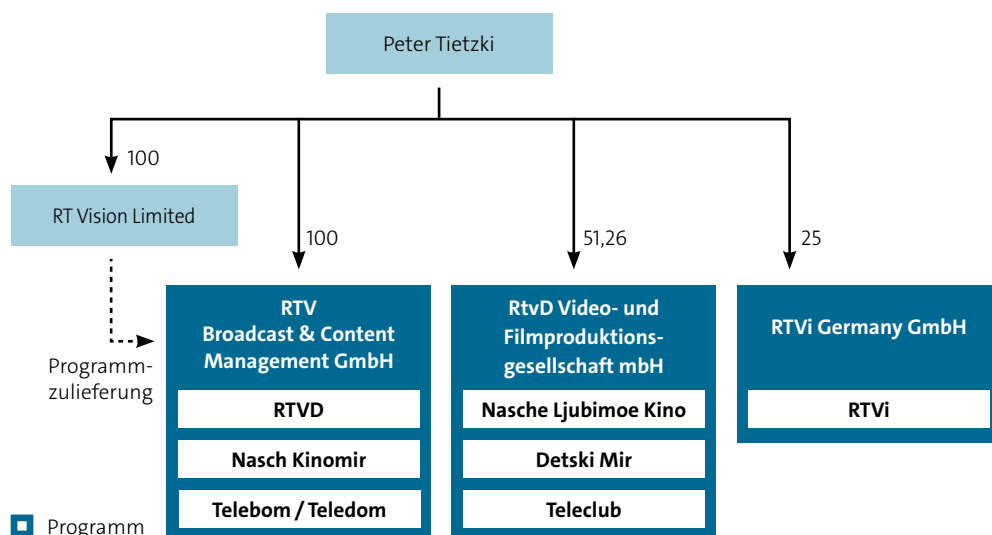 Peter Tietzki
100
RT Vision Limited
100
51,26
25
Programm-
zulieferung
RTV
Broadcast & Content
Management GmbH
RTVD
Nasch Kinomir
Telebom / Teledom
RtvD Video- und
Filmproduktions-
gesellschaft mbH
Nasche Ljubimoe Kino
Detski Mir
Teleclub
RTVi Germany GmbH
RTVi
Programm